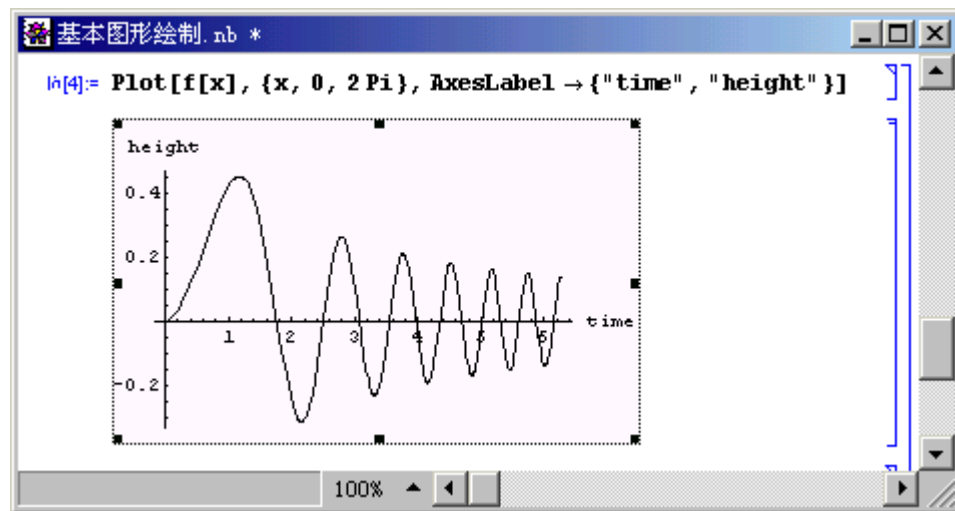 基本图形绘制.nb *
In[4]:= Plot[f[x], {x, 0, 2 Pi}, AxesLabel → {"time", "height"}]
height
0.4
0.2
time
1 2 3 4 5 6
-0.2
100%